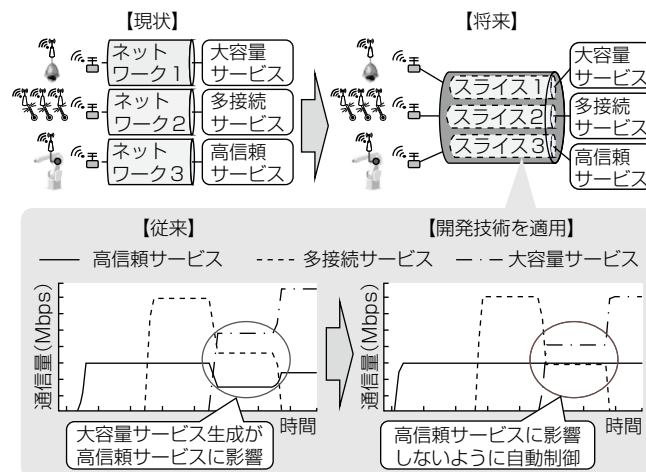 【現状】
【将来】
ネット
ワーク1
大容量
サービス
ネット
ワーク2
多接続
サービス
ネット
ワーク3
高信頼
サービス
スライス1
スライス2
スライス3
大容量
サービス
多接続
サービス
高信頼
サービス
【従来】
【開発技術を適用】
高信頼サービス
多接続サービス
大容量サービス
通信量(Mbps)
時間
大容量サービス生成が
高信頼サービスに影響
通信量(Mbps)
時間
高信頼サービスに影響
しないように自動制御